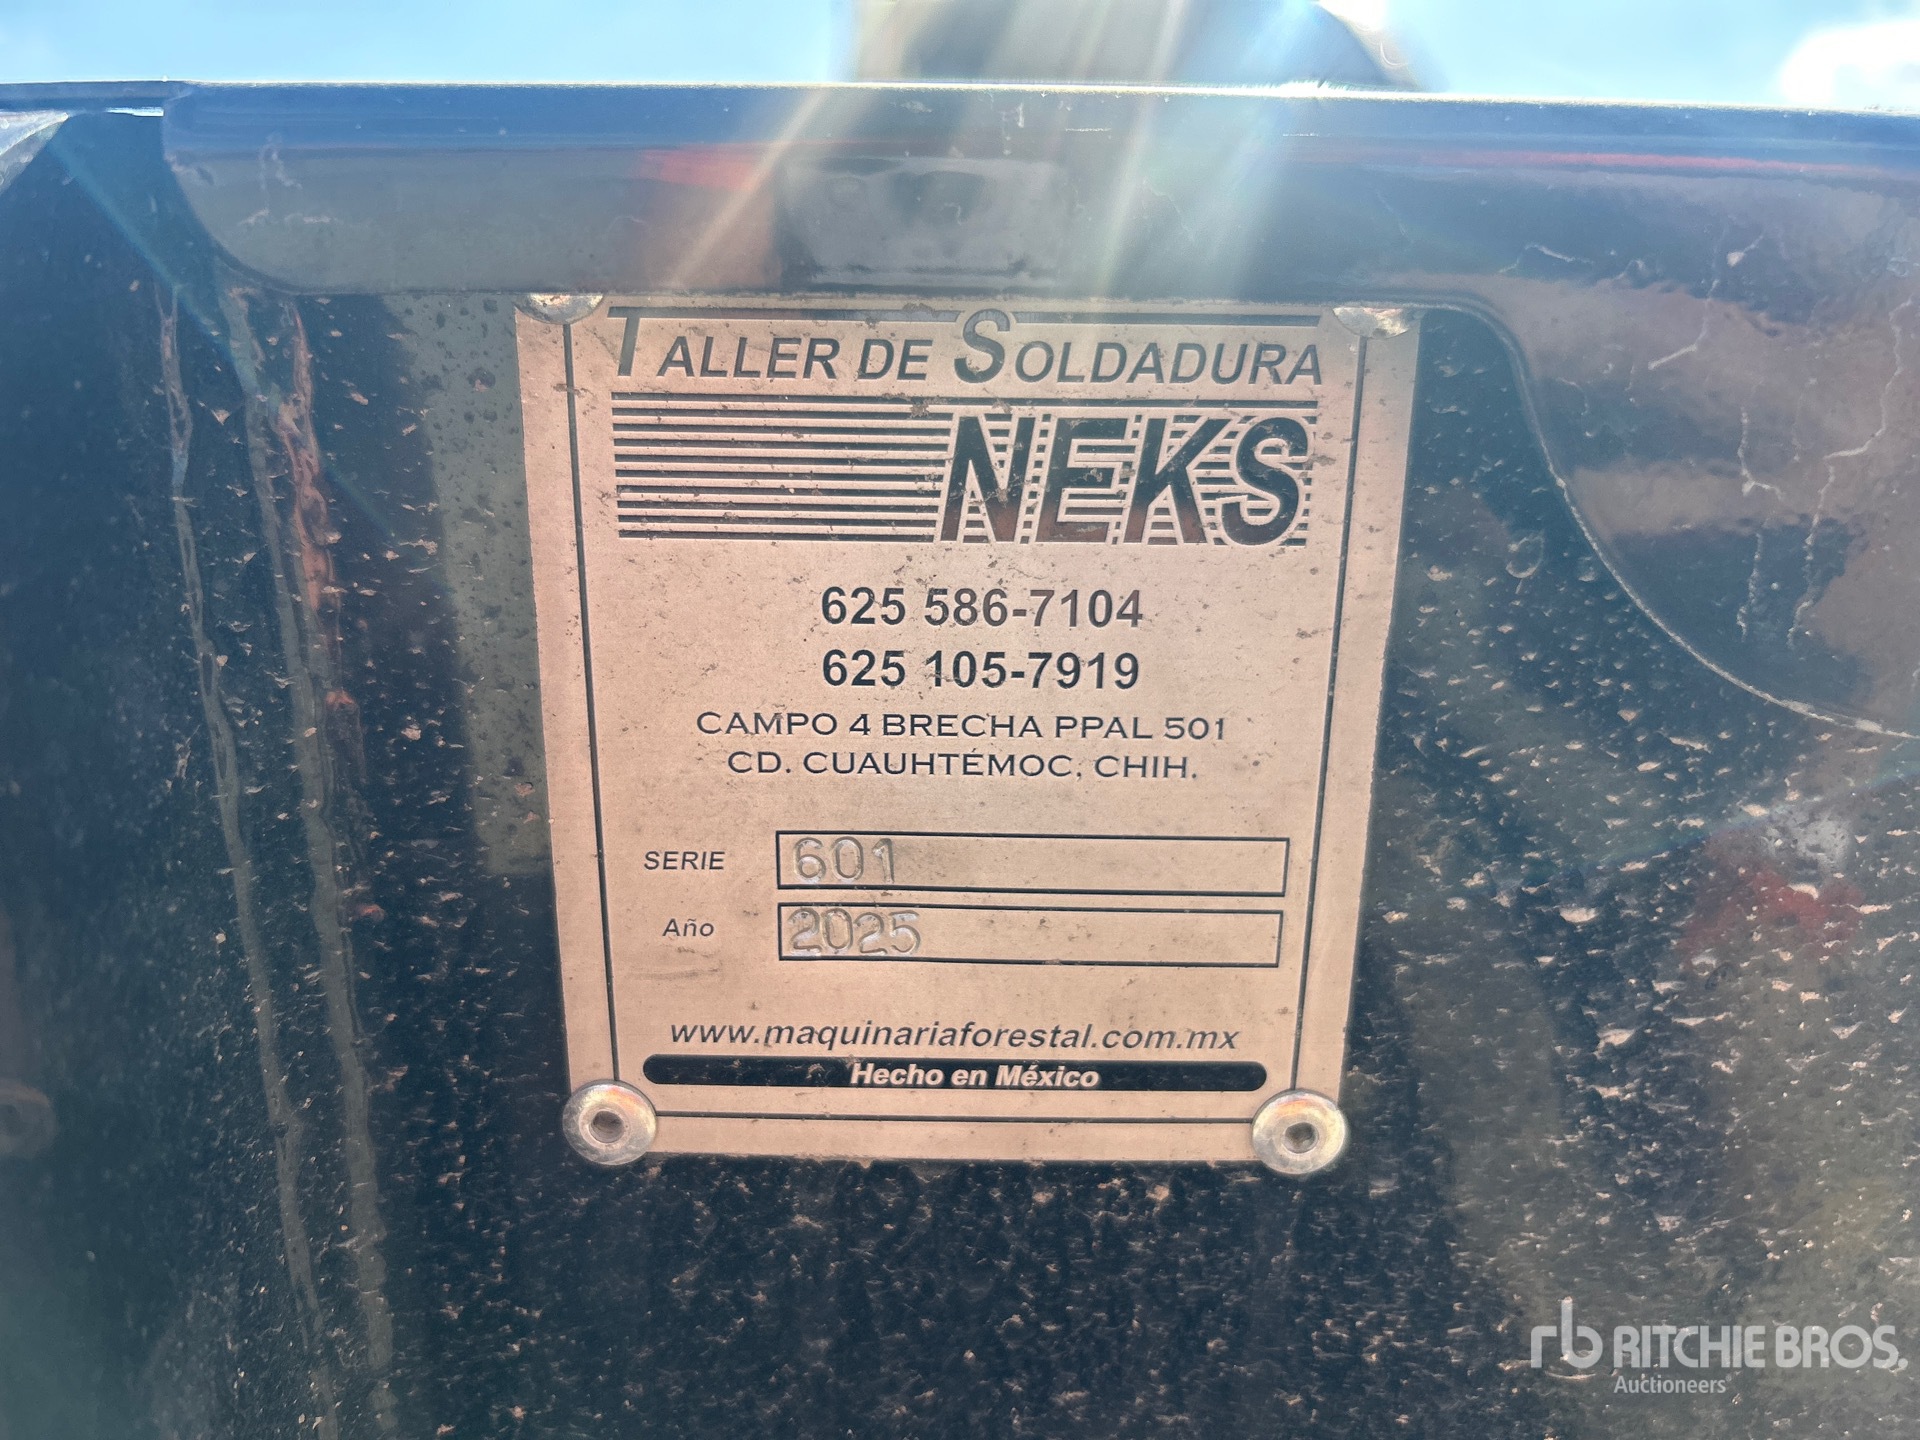 TALLER DE SOLDADURA
NEKS
625 586-7104
625 105-7919
CAMPO 4 BRECHA PPAL 501
CD. CUAUHTÉMOC, CHIH.
SERIE 601
Año 2025
www.maquinariaforestal.com.mx
Hecho en México
rb RITCHIE BROS.
Auctioneers